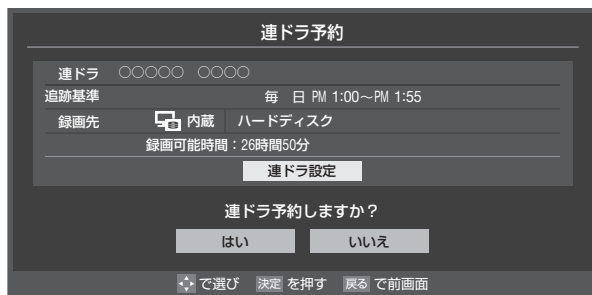 連ドラ予約
連ドラ ○○○○○ ○○○○
追跡基準 毎 日 PM 1:00～PM 1:55
録画先 内蔵 ハードディスク
録画可能時間：26時間50分
連ドラ設定
連ドラ予約しますか？
はい いいえ
で選び 決定 を押す 戻る で前画面